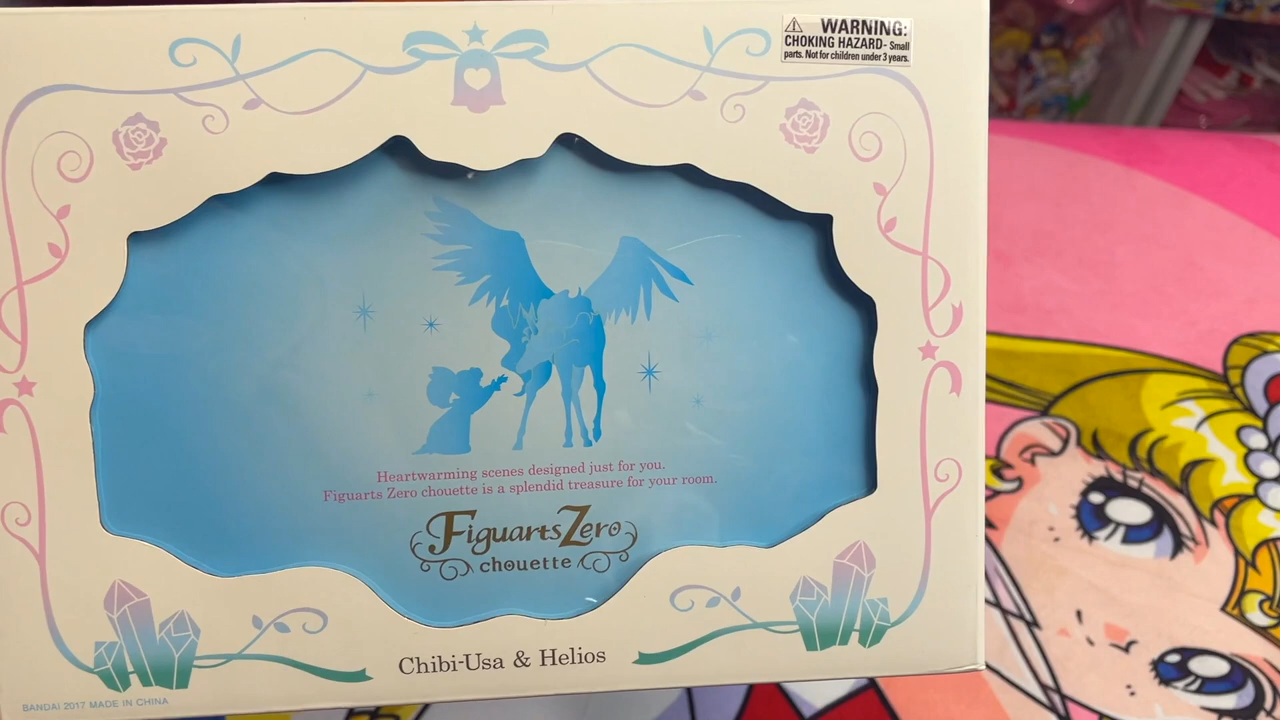 WARNING:
CHOKING HAZARD- Small
parts. Not for children under 3 years.
Heartwarming scenes designed just for you.
Figuarts Zero chouette is a splendid treasure for your room.
FiguartsZero
chouette
Chibi-Usa & Helios
BANDAI 2017 MADE IN CHINA